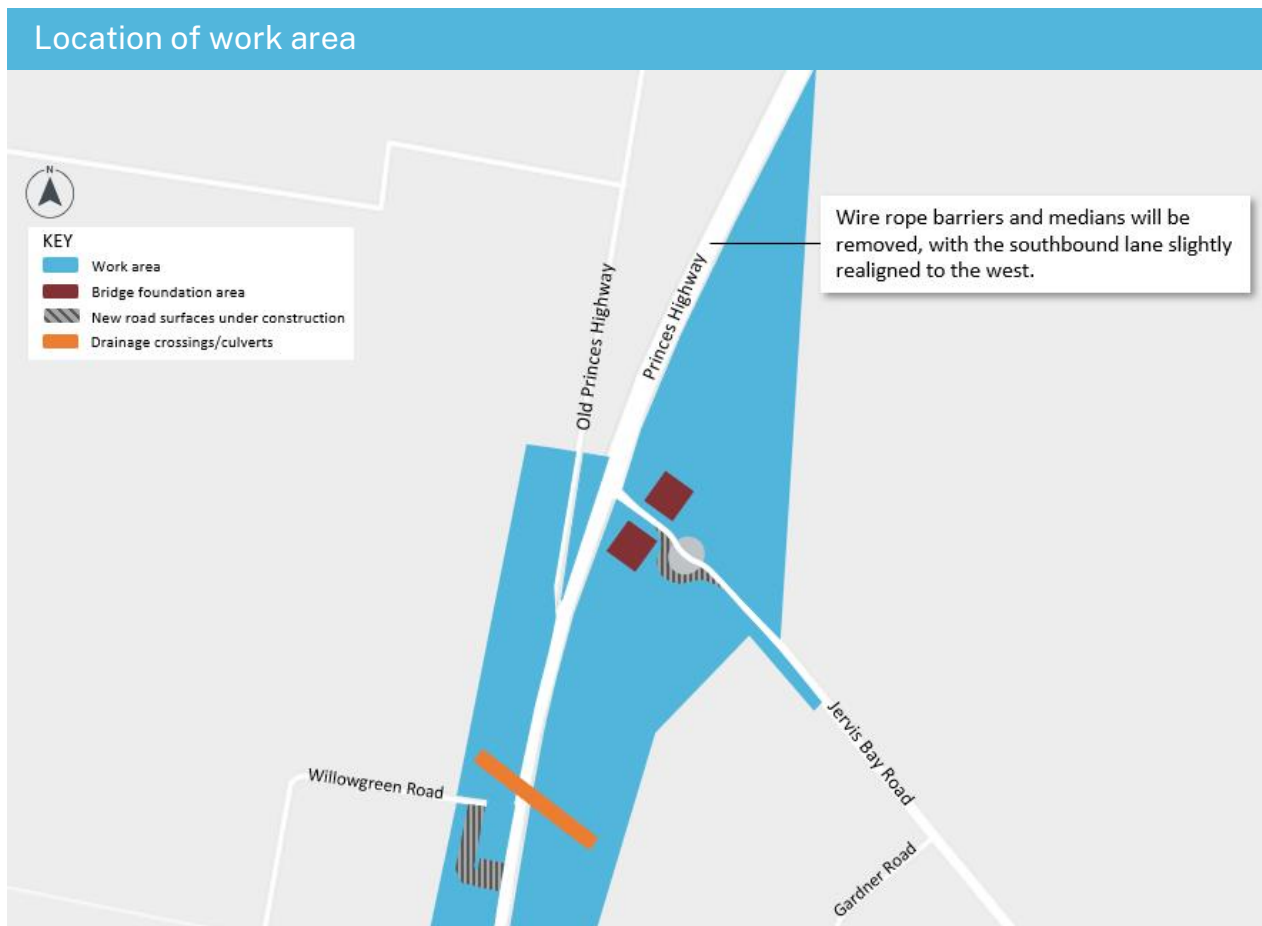 Location of work area
N
KEY
Work area
Bridge foundation area
New road surfaces under construction
Drainage crossings/culverts
Wire rope barriers and medians will be
removed, with the southbound lane slightly
realigned to the west.
Old Princes Highway
Princes Highway
Willowgreen Road
Jervis Bay Road
Gardner Road